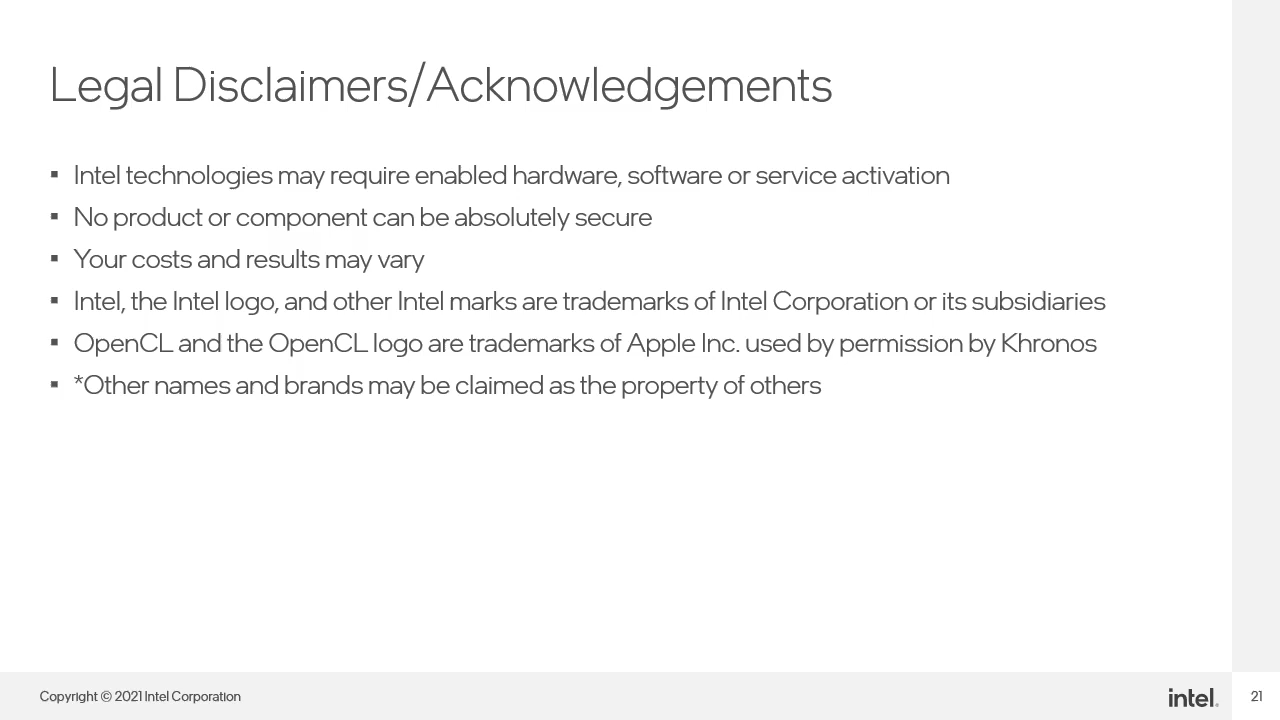 Legal Disclaimers/Acknowledgements
▪ Intel technologies may require enabled hardware, software or service activation
▪ No product or component can be absolutely secure
▪ Your costs and results may vary
▪ Intel, the Intel logo, and other Intel marks are trademarks of Intel Corporation or its subsidiaries
▪ OpenCL and the OpenCL logo are trademarks of Apple Inc. used by permission by Khronos
▪ *Other names and brands may be claimed as the property of others
Copyright © 2021 Intel Corporation
intel.
21